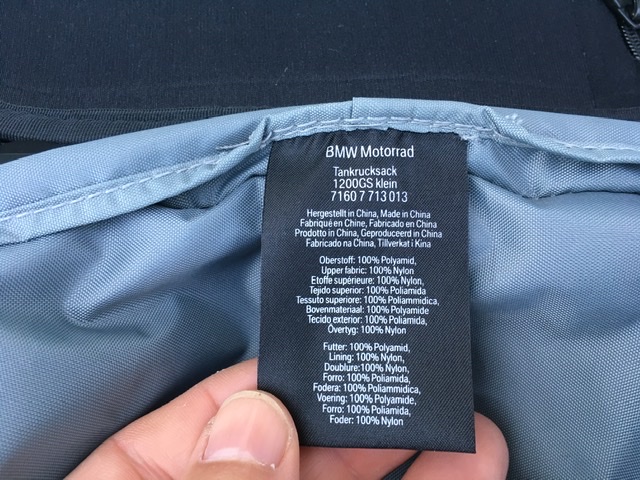 BMW Motorrad
Tankrucksack
1200GS klein
7160 7 713 013
Hergestellt in China, Made in China
Fabriqué en Chine, Fabricado en China
Prodotto in China, Geproduceerd in China
Fabricado na China, Tillverkat i Kina
Oberstoff: 100% Polyamid,
Upper fabric: 100% Nylon
Etoffe superieure: 100% Nylon,
Tejido superior: 100% Poliamida
Tessuto superiore: 100% Poliammidica,
Bovenmateriaal: 100% Polyamide
Tecido exterior: 100% Poliamida,
Övertyg: 100% Nylon
Futter: 100% Polyamid,
Lining: 100% Nylon,
Doublure:100% Nylon,
Forro: 100% Poliamida,
Fodera: 100% Poliammidica,
Voering: 100% Polyamide,
Forro: 100% Poliamida,
Foder: 100% Nylon